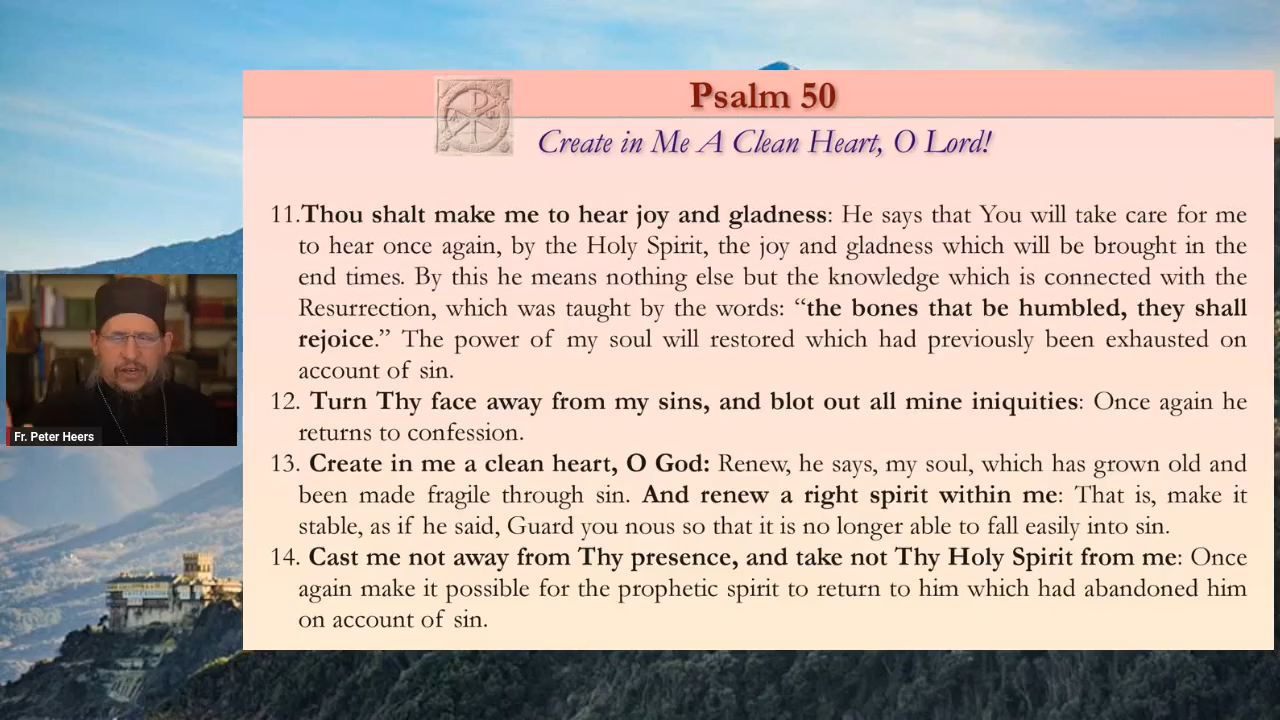 Psalm 50
Create in Me A Clean Heart, O Lord!
11.Thou shalt make me to hear joy and gladness: He says that You will take care for me
to hear once again, by the Holy Spirit, the joy and gladness which will be brought in the
end times. By this he means nothing else but the knowledge which is connected with the
Resurrection, which was taught by the words: “the bones that be humbled, they shall
rejoice.” The power of my soul will restored which had previously been exhausted on
account of sin.
12. Turn Thy face away from my sins, and blot out all mine iniquities: Once again he
returns to confession.
13. Create in me a clean heart, O God: Renew, he says, my soul, which has grown old and
been made fragile through sin. And renew a right spirit within me: That is, make it
stable, as if he said, Guard you nous so that it is no longer able to fall easily into sin.
14. Cast me not away from Thy presence, and take not Thy Holy Spirit from me: Once
again make it possible for the prophetic spirit to return to him which had abandoned him
on account of sin.
Fr. Peter Heers